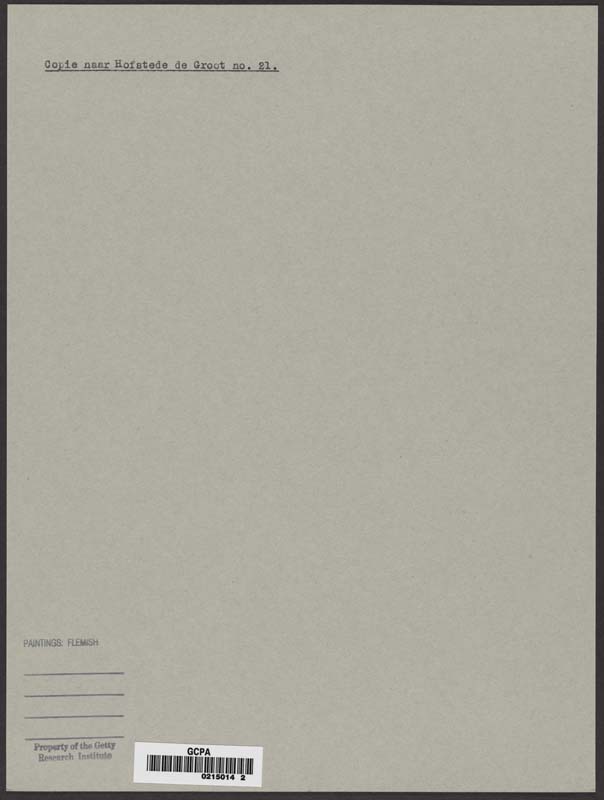 Copie naar Hofstede de Groot no. 21.
PAINTINGS: FLEMISH
Property of the Getty
Research Institute
GCPA
0215014 2